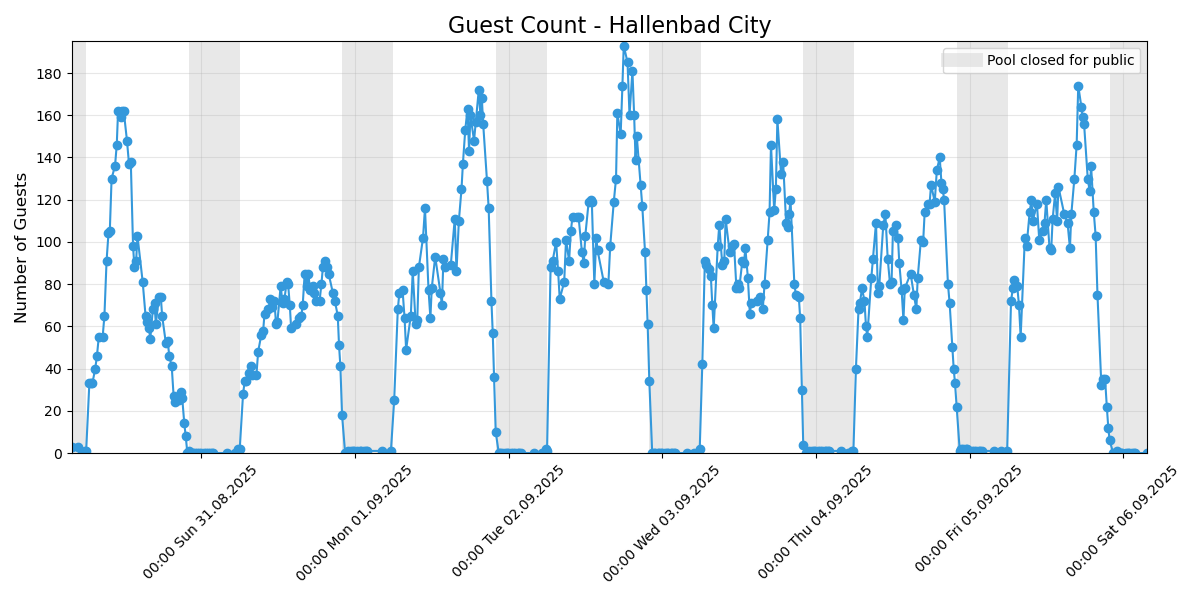 Guest Count - Hallenbad City
Pool closed for public
Number of Guests
180
160
140
120
100
80
60
40
20
0
00:00 Sun 31.08.2025
00:00 Mon 01.09.2025
00:00 Tue 02.09.2025
00:00 Wed 03.09.2025
00:00 Thu 04.09.2025
00:00 Fri 05.09.2025
00:00 Sat 06.09.2025